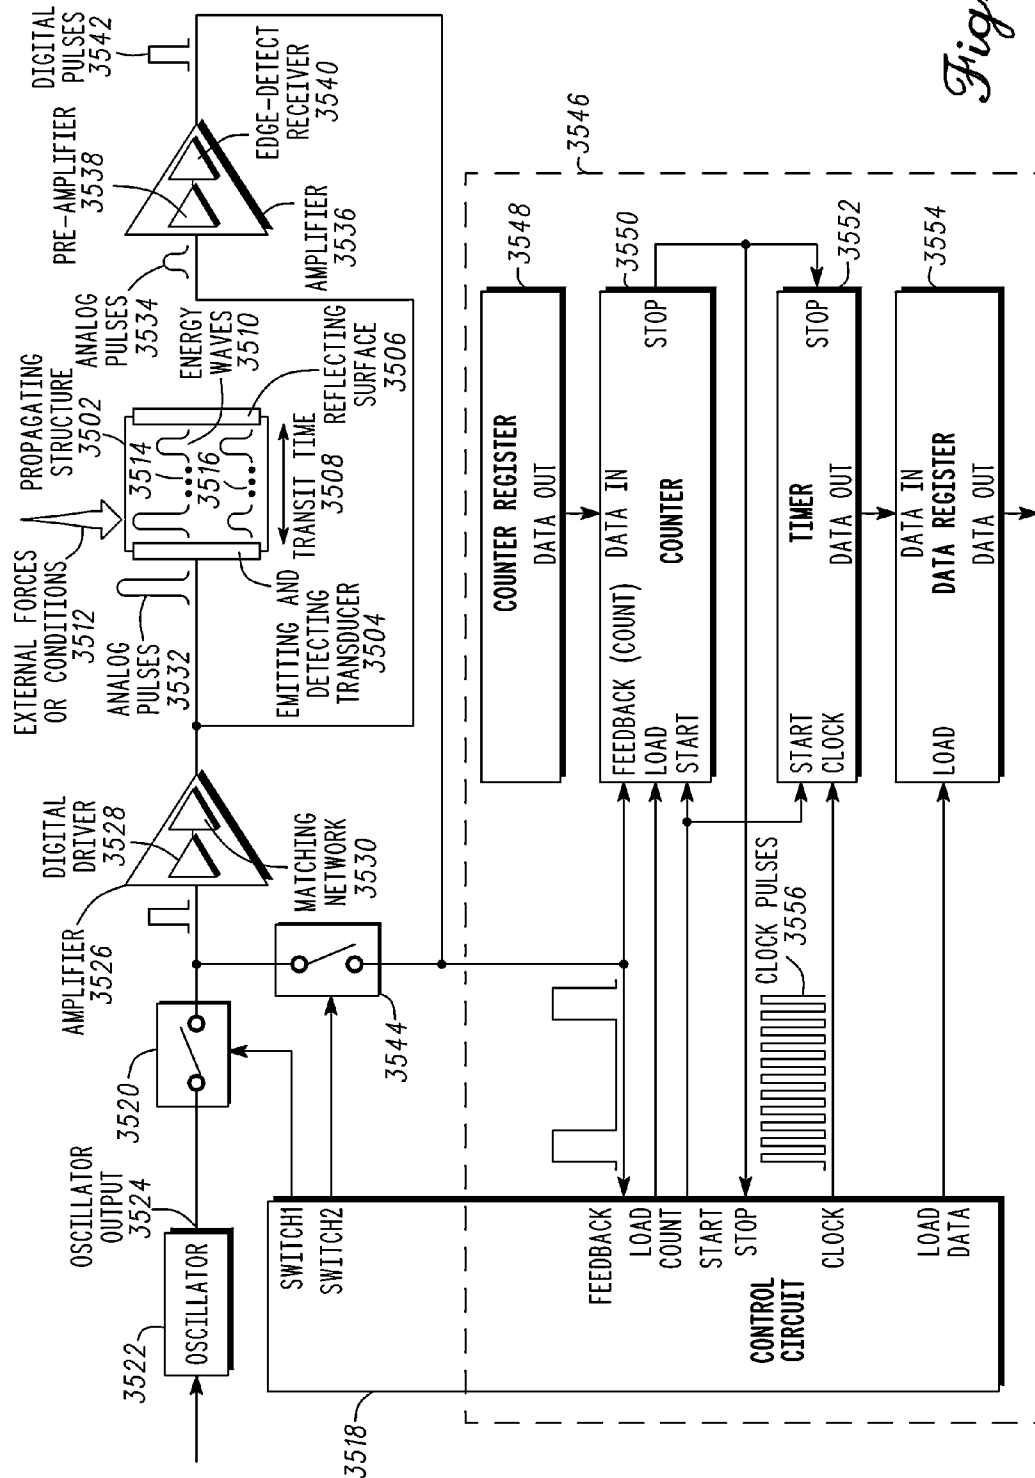 OSCILLATOR
3522
OSCILLATOR
OUTPUT
3524
3520
AMPLIFIER
3526
DIGITAL
DRIVER
3528
MATCHING
NETWORK
3530
3544
EXTERNAL FORCES
OR CONDITIONS
3512
ANALOG
PULSES
3532
PROPAGATING
STRUCTURE
3502
3514
3516
EMITTING AND
DETECTING
TRANSDUCER
3504
TRANSIT TIME
3508
ENERGY
WAVES
3510
REFLECTING
SURFACE
3506
ANALOG
PULSES
3534
PRE-AMPLIFIER
3538
AMPLIFIER
3536
EDGE-DETECT
RECEIVER
3540
DIGITAL
PULSES
3542
3518
SWITCH1
SWITCH2
FEEDBACK
LOAD
COUNT
START
STOP
CONTROL
CIRCUIT
CLOCK
LOAD
DATA
CLOCK PULSES
3556
3546
COUNTER REGISTER
DATA OUT
3548
FEEDBACK (COUNT)
LOAD
START
DATA IN
COUNTER
STOP
3550
START
CLOCK
TIMER
DATA OUT
STOP
3552
LOAD
DATA IN
DATA REGISTER
DATA OUT
3554